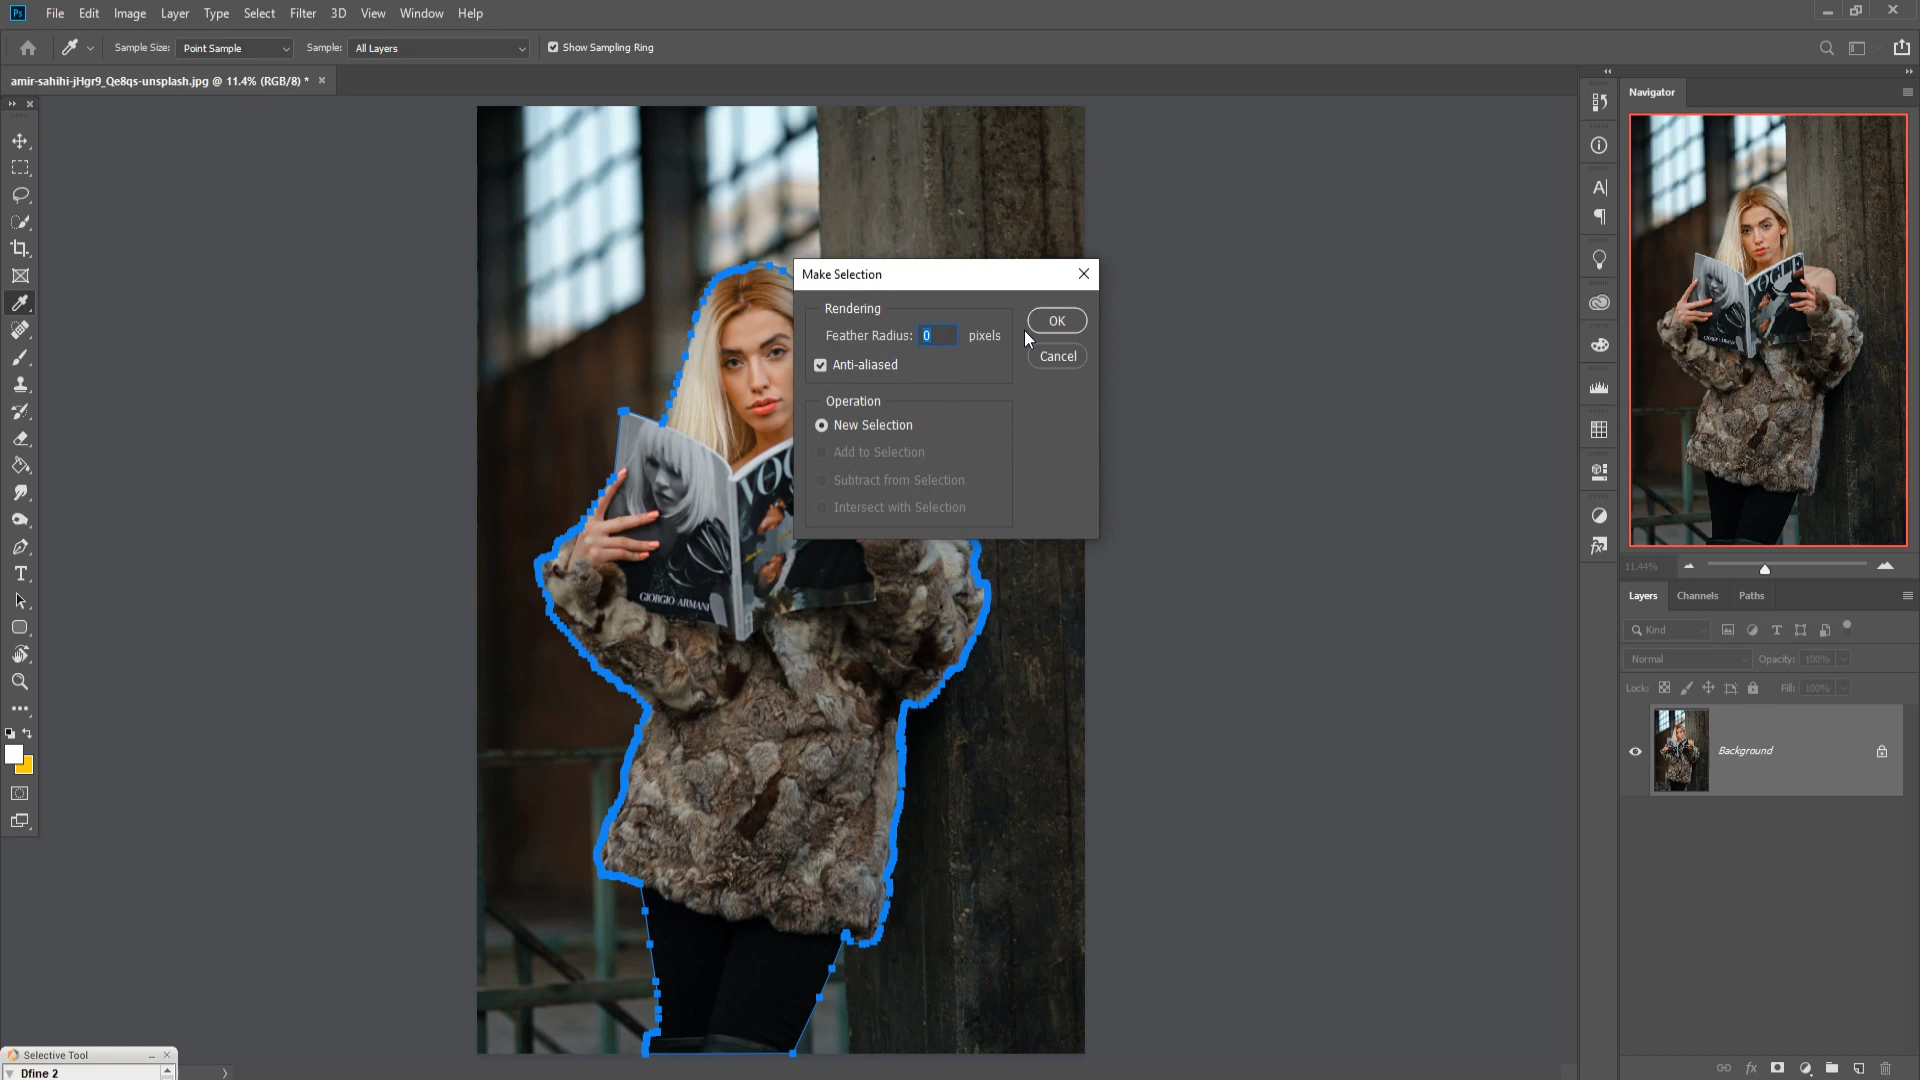 Ps File Edit Image Layer Type Select Filter 3D View Window Help
Sample Size: Point Sample Sample: All Layers Show Sampling Ring
amir-sahihi-jHgr9_Qe8qs-unsplash.jpg @ 11.4% (RGB/8) *
Navigator
Make Selection
Rendering
Feather Radius: 0 pixels
Anti-aliased
OK
Cancel
Operation
New Selection
Add to Selection
Subtract from Selection
Intersect with Selection
VOG
GIORGIO ARMANI
VOGUE
11.44%
Layers Channels Paths
Kind
Normal Opacity: 100%
Lock: Fill: 100%
Background
Selective Tool
Dfine 2